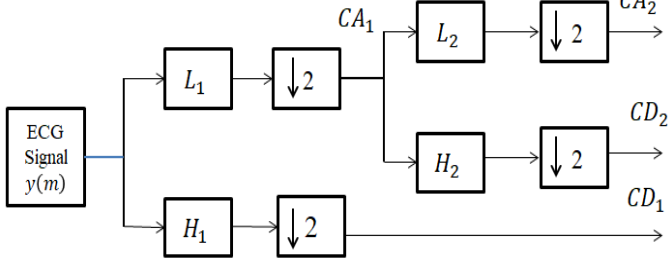 CA₂
CA₁
L₂
↓ 2
L₁
↓ 2
ECG
Signal
y(m)
CD₂
H₂
↓ 2
CD₁
H₁
↓ 2